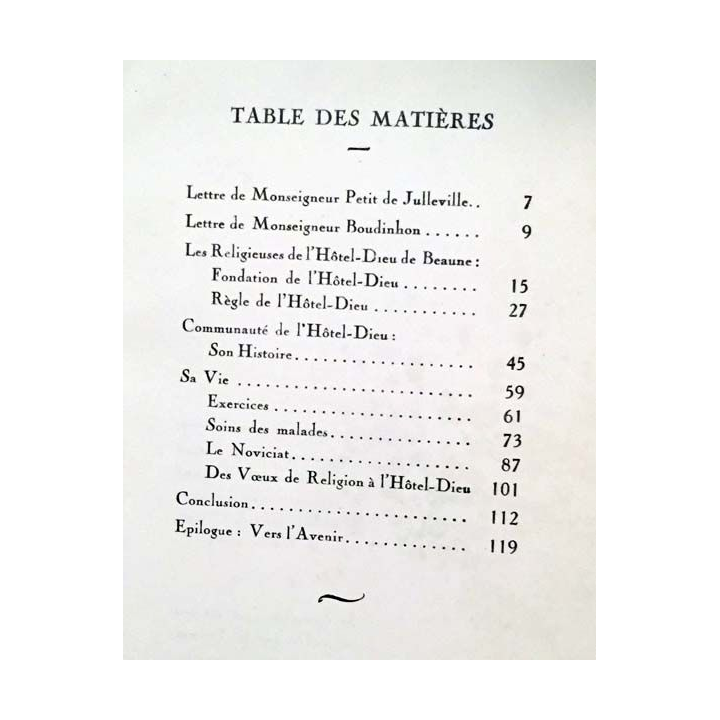 TABLE DES MATIÈRES
Lettre de Monseigneur Petit de Julleville.. 7
Lettre de Monseigneur Boudinhon ...... 9
Les Religieuses de l'Hôtel-Dieu de Beaune :
Fondation de l'Hôtel-Dieu ........ 15
Règle de l'Hôtel-Dieu ........... 27
Communauté de l'Hôtel-Dieu :
Son Histoire................... 45
Sa Vie ......................... 59
Exercices ..................... 61
Soins des malades............... 73
Le Noviciat................... 87
Des Vœux de Religion à l'Hôtel-Dieu 101
Conclusion....................... 112
Epilogue : Vers l'Avenir............. 119